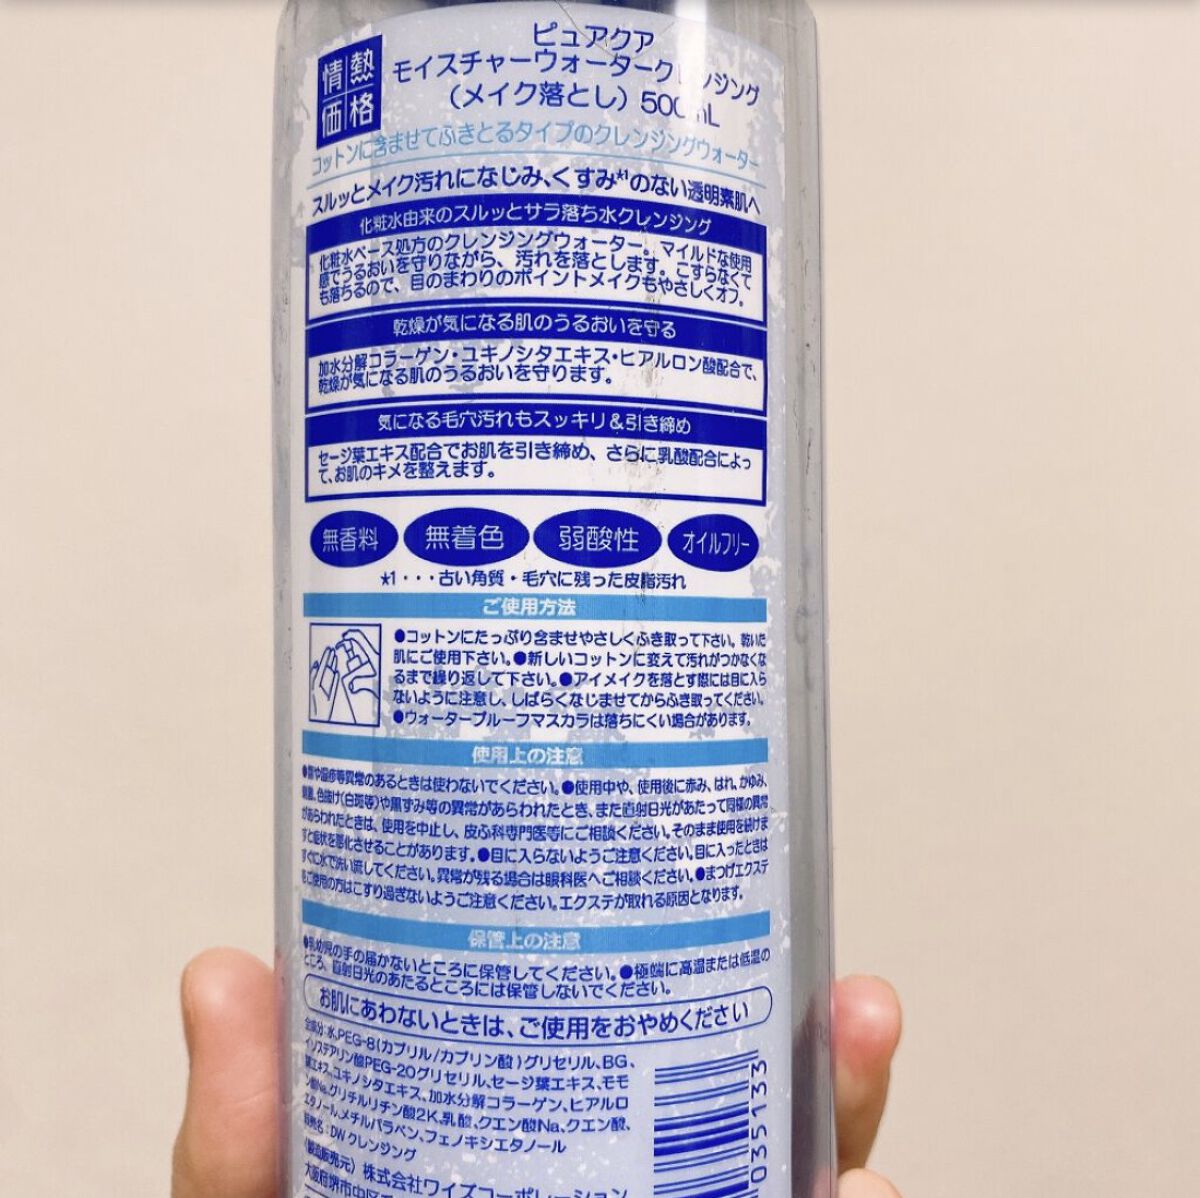 情熱価格
ピュアクア
モイスチャーウォータークレンジング
（メイク落とし）500mL
コットンに含ませてふきとるタイプのクレンジングウォーター
スルッとメイク汚れになじみ、くすみ*1のない透明素肌へ
化粧水由来のスルッとサラ落ち水クレンジング
化粧水ベース処方のクレンジングウォーター。マイルドな使用
感でうるおいを守りながら、汚れを落とします。こすらなくて
も落ちるので、目のまわりのポイントメイクもやさしくオフ。
乾燥が気になる肌のうるおいを守る
加水分解コラーゲン・ユキノシタエキス・ヒアルロン酸配合で、
乾燥が気になる肌のうるおいを守ります。
気になる毛穴汚れもスッキリ＆引き締め
セージ葉エキス配合でお肌を引き締め、さらに乳酸配合によっ
て、お肌のキメを整えます。
無香料 無着色 弱酸性 オイルフリー
*1・・・古い角質・毛穴に残った皮脂汚れ
ご使用方法
●コットンにたっぷり含ませやさしくふき取って下さい。乾いた
肌にご使用下さい。●新しいコットンに変えて汚れがつかなくな
るまで繰り返して下さい。●アイメイクを落とす際には目に入ら
ないように注意し、しばらくなじませてからふき取ってください。
●ウォータープルーフマスカラは落ちにくい場合があります。
使用上の注意
●傷や湿疹等異常のあるときは使わないでください。●使用中や、使用後に赤み、はれ、かゆみ、
刺激、色抜け（白斑等）や黒ずみ等の異常があらわれたとき、また直射日光があたって同様の異常
があらわれたときは、使用を中止し、皮ふ科専門医等にご相談ください。そのまま使用を続けま
すと症状を悪化させることがあります。●目に入らないようご注意ください。目に入ったときは
すぐに水で洗い流してください。異常が残る場合は眼科医へご相談ください。●まつげエクステ
をご使用の方はこすり過ぎないようご注意ください。エクステが取れる原因となります。
保管上の注意
●乳幼児の手の届かないところに保管してください。●極端に高温または低温の
ところ、直射日光のあたるところには保管しないでください。
お肌にあわないときは、ご使用をおやめください
全成分：水、PEG-8（カプリル/カプリン酸）グリセリル、BG、
イソステアリン酸PEG-20グリセリル、セージ葉エキス、モモ
葉エキス、ユキノシタエキス、加水分解コラーゲン、ヒアルロ
ン酸Na、グリチルリチン酸2K、乳酸、クエン酸Na、クエン酸、
エタノール、メチルパラベン、フェノキシエタノール
販売名：DW クレンジング
（製造販売元）株式会社ワイズコーポレーション
大阪府堺市中区
035133